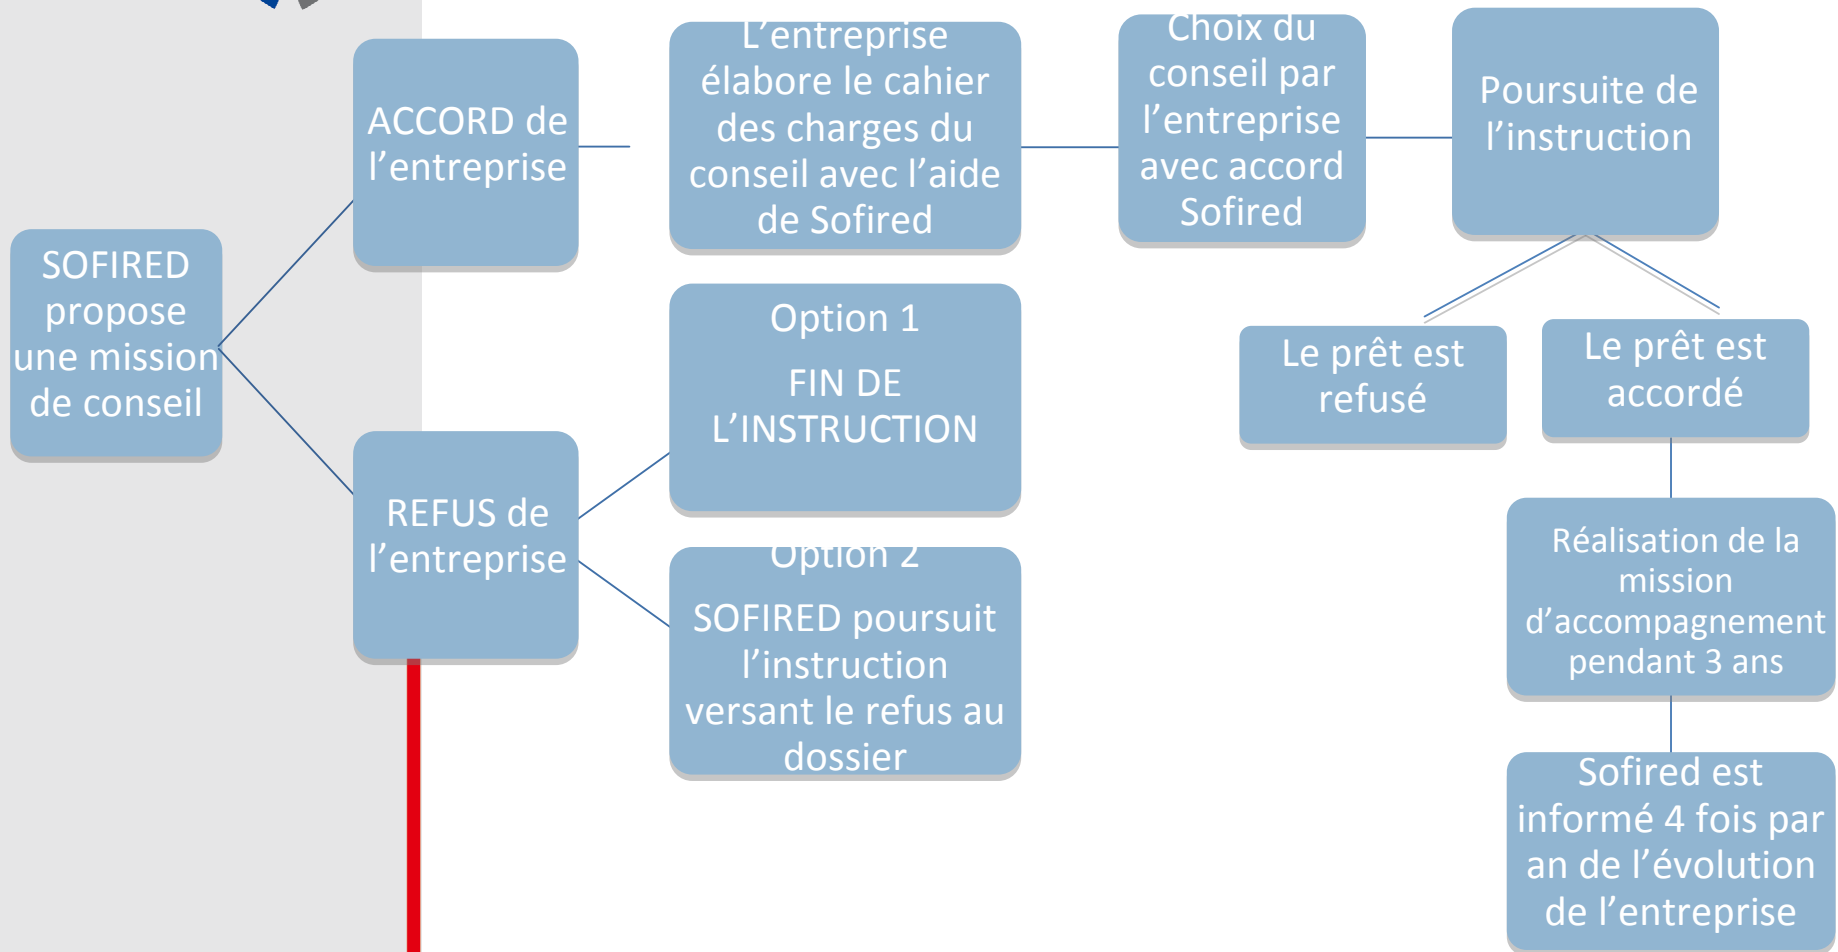 SOFIRED
propose
une mission
de conseil
ACCORD de
l’entreprise
L’entreprise
élabore le cahier
des charges du
conseil avec l’aide
de Sofired
Choix du
conseil par
l’entreprise
avec accord
Sofired
Poursuite de
l’instruction
Le prêt est
refusé
Le prêt est
accordé
Réalisation de la
mission
d’accompagnement
pendant 3 ans
Sofired est
informé 4 fois par
an de l’évolution
de l’entreprise
REFUS de
l’entreprise
Option 1
FIN DE
L’INSTRUCTION
Option 2
SOFIRED poursuit
l’instruction
versant le refus au
dossier